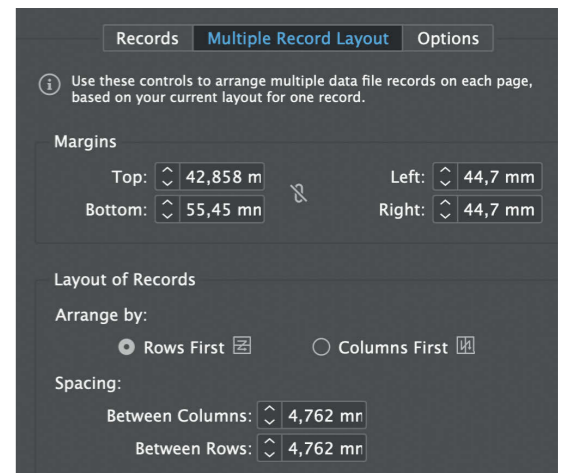 Records Multiple Record Layout Options
Use these controls to arrange multiple data file records on each page,
based on your current layout for one record.
Margins
Top: 42,858 m Left: 44,7 mm
Bottom: 55,45 mn Right: 44,7 mm
Layout of Records
Arrange by:
Rows First Columns First
Spacing:
Between Columns: 4,762 mr
Between Rows: 4,762 mr